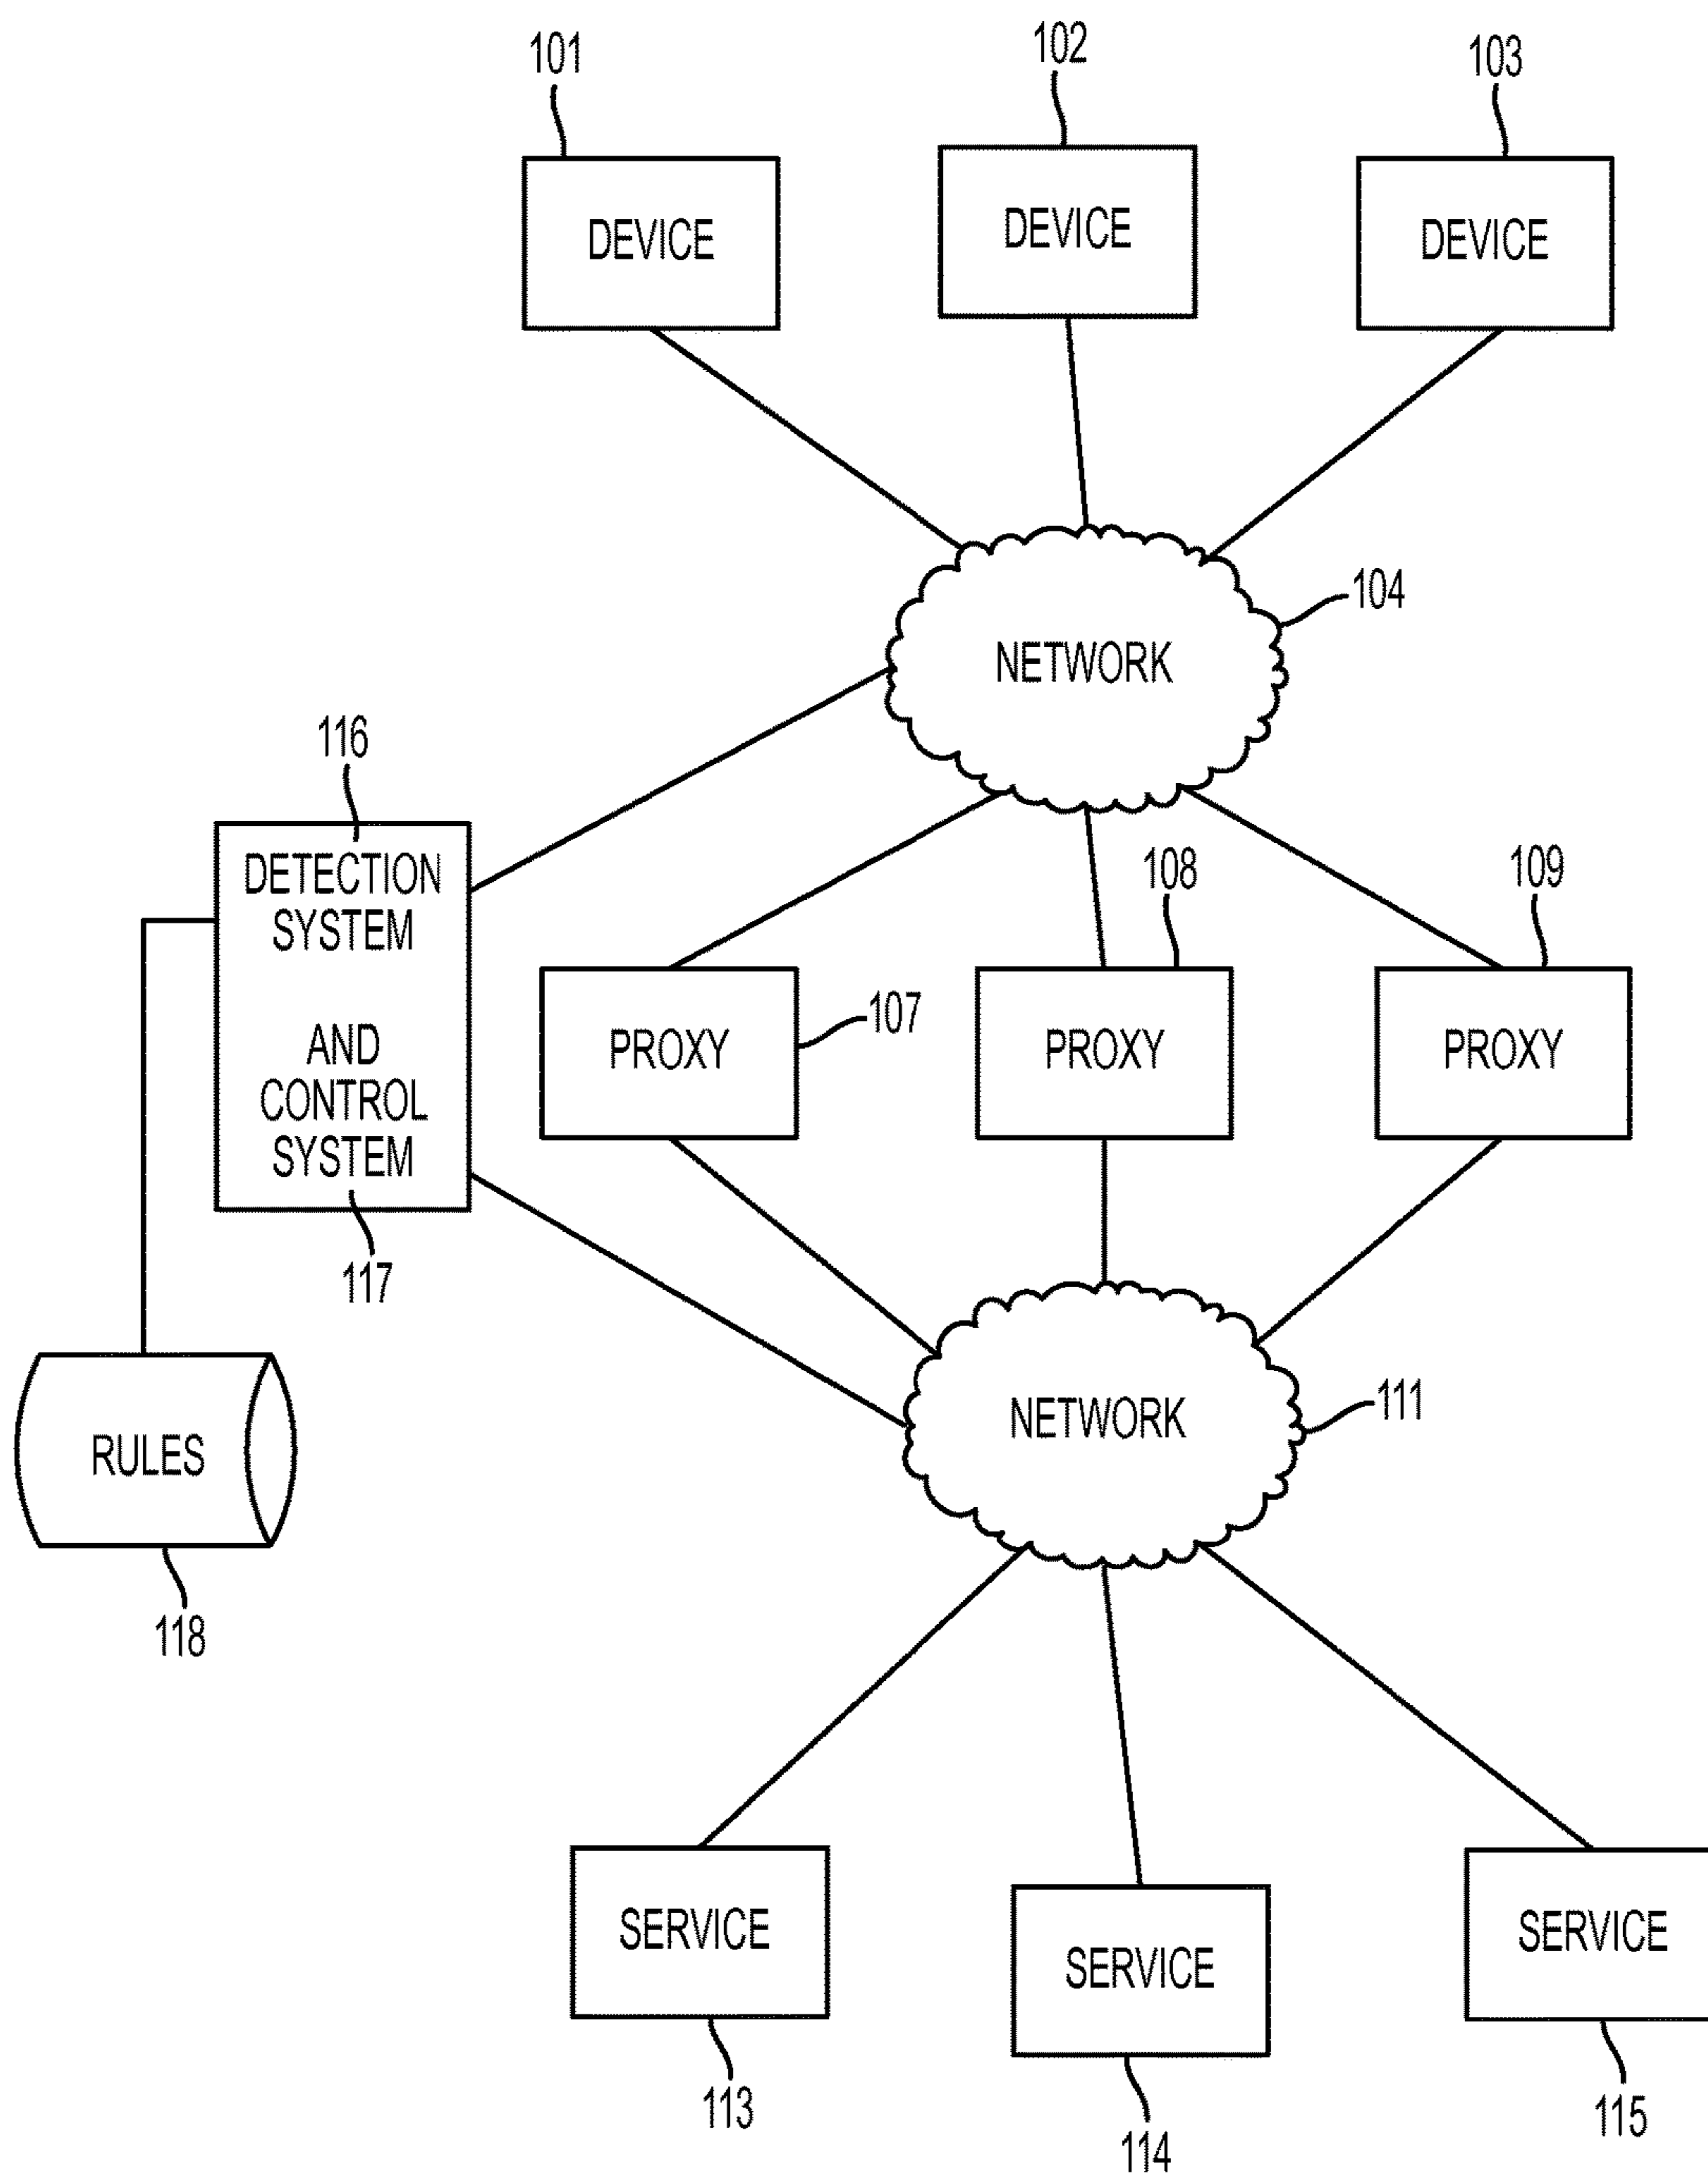 101
102
103
DEVICE
DEVICE
DEVICE
104
NETWORK
116
DETECTION
SYSTEM
AND
CONTROL
SYSTEM
117
108
109
PROXY
107
PROXY
PROXY
NETWORK
111
RULES
118
SERVICE
SERVICE
SERVICE
113
114
115